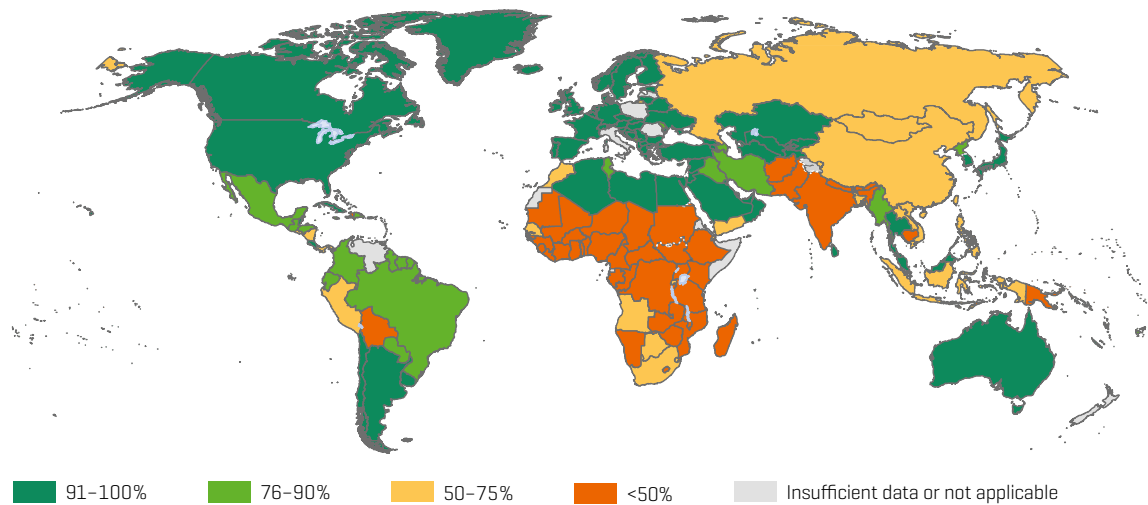 91–100% 76–90% 50–75% <50% Insufficient data or not applicable